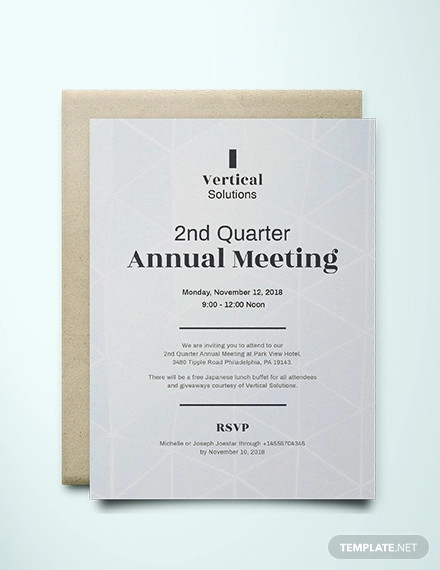 Vertical
Solutions
2nd Quarter
Annual Meeting
Monday, November 12, 2018
9:00 - 12:00 Noon
We are inviting you to attend to our
2nd Quarter Annual Meeting at Park View Hotel,
3480 Tipple Road Philadelphia, PA 19143.
There will be a free Japanese lunch buffet for all attendees
and giveaways courtesy of Vertical Solutions.
RSVP
Michelle or Joseph Joestar through +14555704345
by November 10, 2018
TEMPLATE.NET